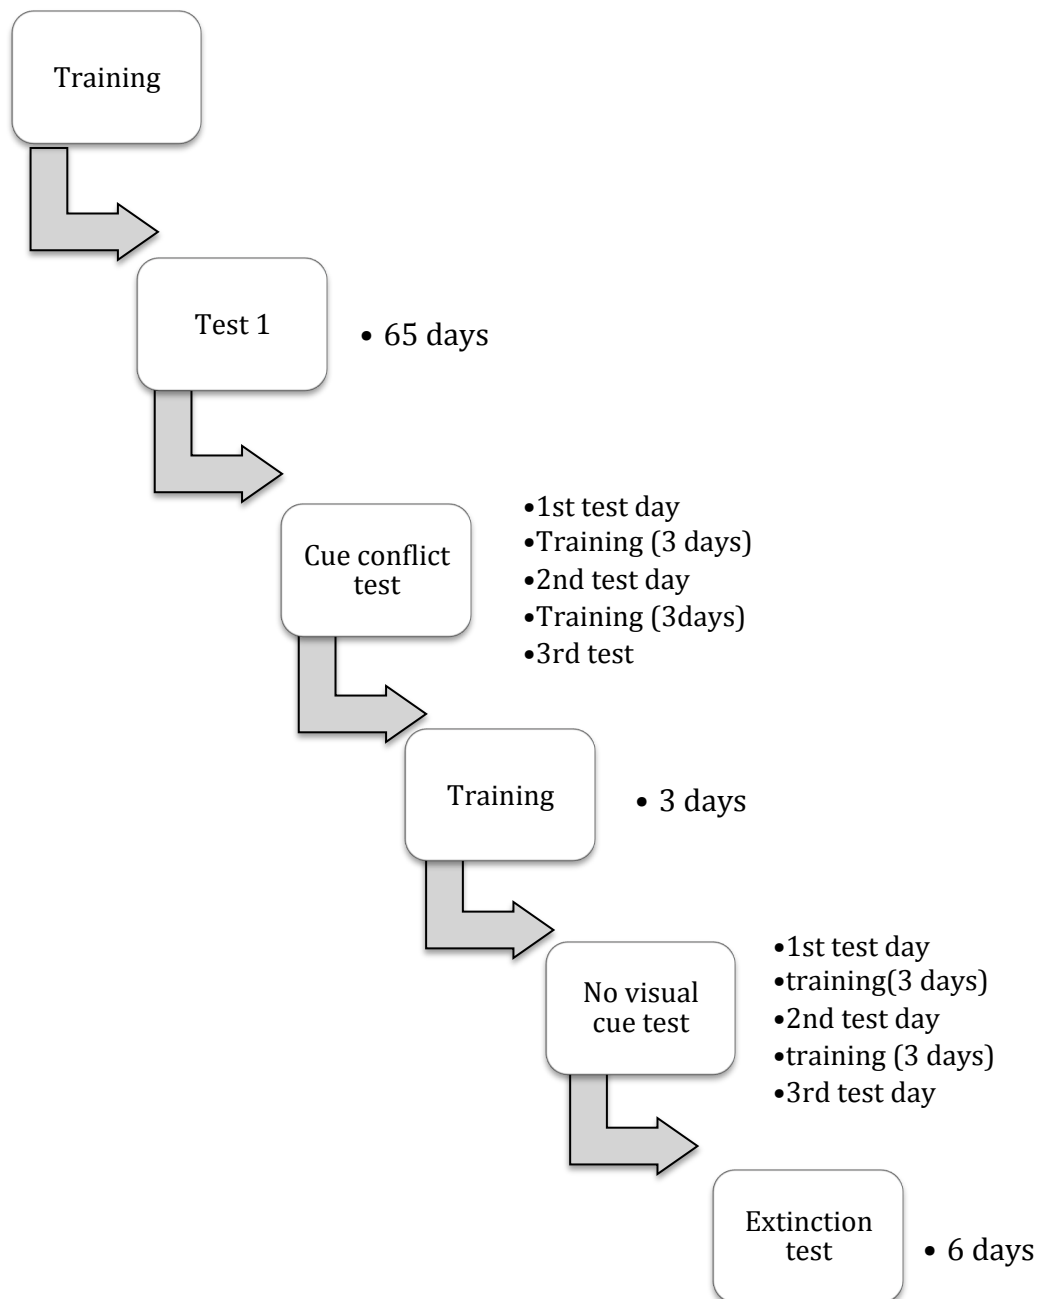 Training
Test 1
• 65 days
Cue conflict
test
•1st test day
•Training (3 days)
•2nd test day
•Training (3days)
•3rd test
Training
• 3 days
No visual
cue test
•1st test day
•training(3 days)
•2nd test day
•training (3 days)
•3rd test day
Extinction
test
• 6 days